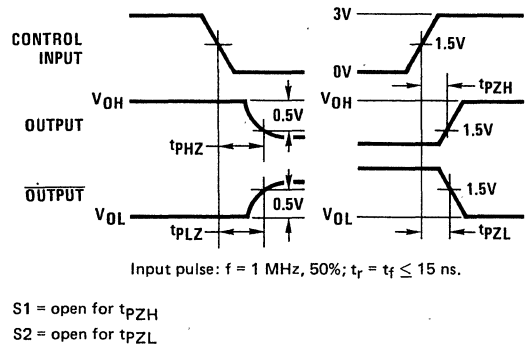 3V
CONTROL
INPUT
1.5V
0V
tPZH
VOH
VOH
OUTPUT
0.5V
1.5V
tPHZ
OUTPUT
0.5V
1.5V
VOL
VOL
tPLZ
tPZL
Input pulse: f = 1 MHz, 50%; tr = tf ≤ 15 ns.
S1 = open for tPZH
S2 = open for tPZL